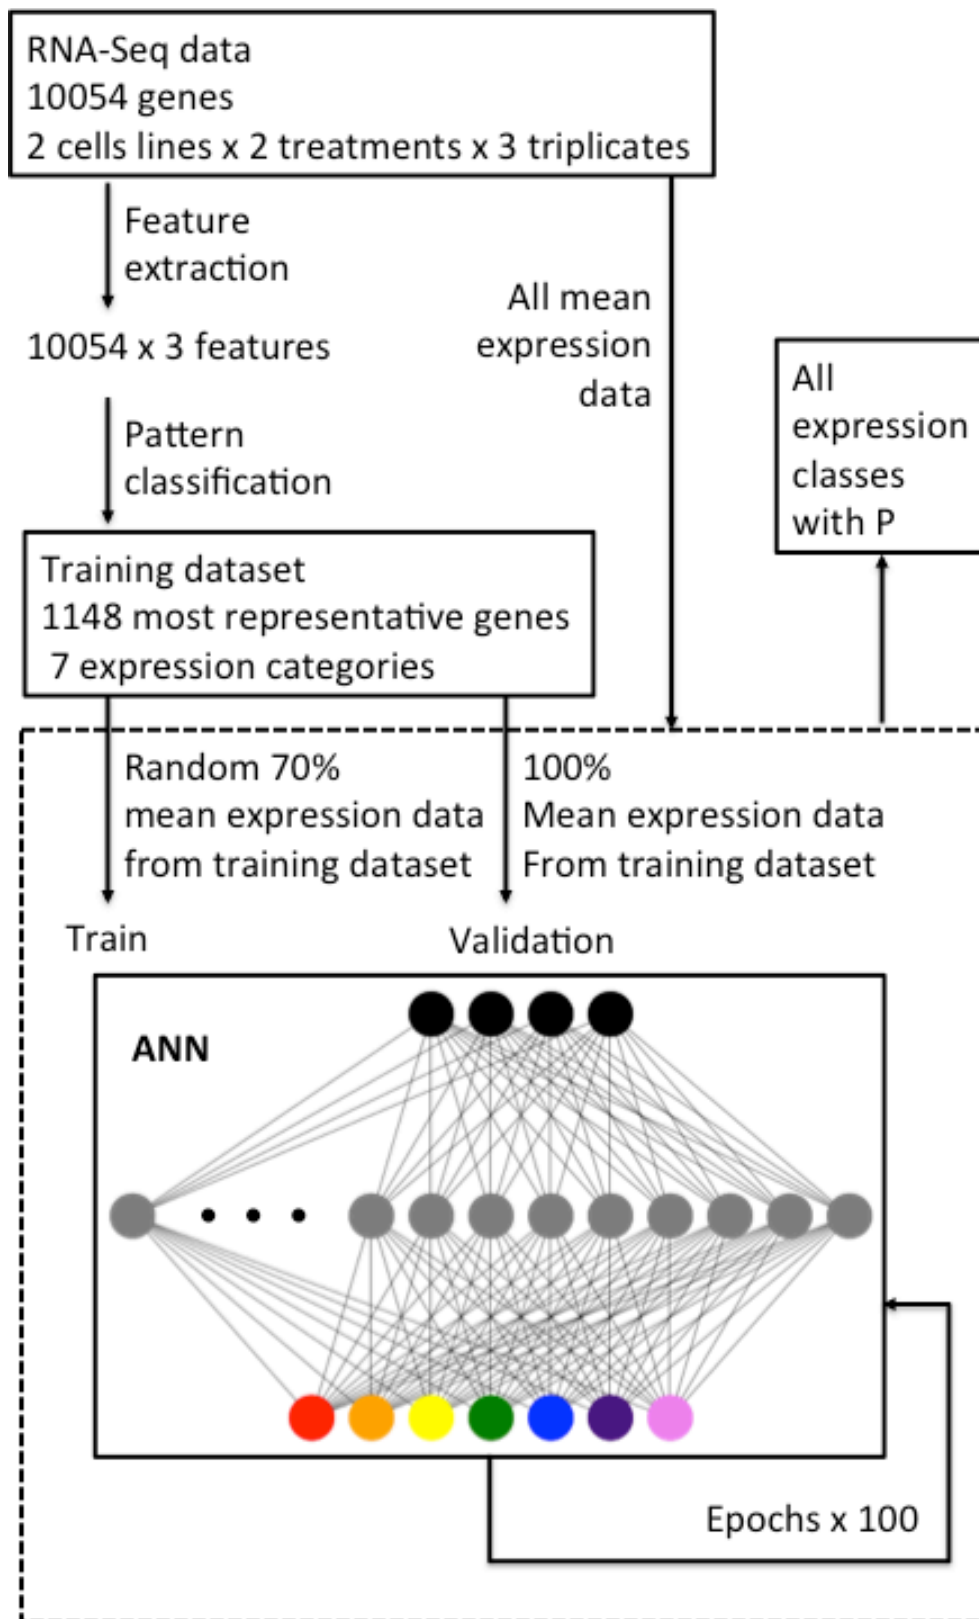 RNA-Seq data
10054 genes
2 cells lines x 2 treatments x 3 triplicates
Feature
extraction
10054 x 3 features
All mean
expression
data
All
expression
classes
with P
Pattern
classification
Training dataset
1148 most representative genes
7 expression categories
Random 70%
mean expression data
from training dataset
100%
Mean expression data
From training dataset
Train
Validation
ANN
Epochs x 100